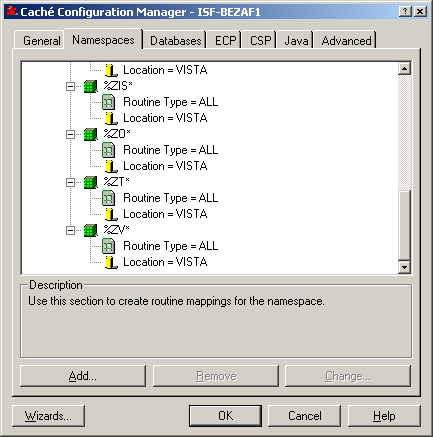 Caché Configuration Manager - ISF-BEZAF1
General Namespaces Databases ECP CSP Java Advanced
Location = VISTA
%ZIS*
Routine Type = ALL
Location = VISTA
%ZO*
Routine Type = ALL
Location = VISTA
%ZT*
Routine Type = ALL
Location = VISTA
%ZV*
Routine Type = ALL
Location = VISTA
Description
Use this section to create routine mappings for the namespace.
Add... Remove Change...
Wizards... OK Cancel Help